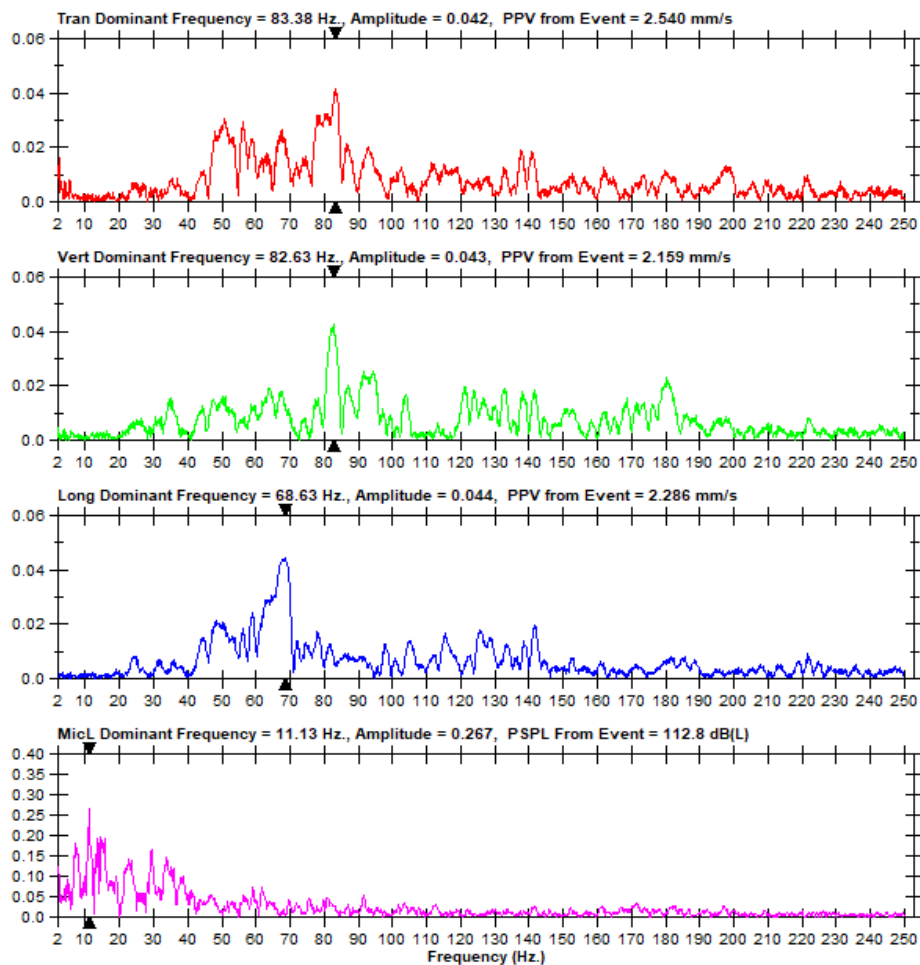 Tran Dominant Frequency = 83.38 Hz., Amplitude = 0.042, PPV from Event = 2.540 mm/s
0.06
0.04
0.02
0.0
2 10 20 30 40 50 60 70 80 90 100 110 120 130 140 150 160 170 180 190 200 210 220 230 250
Vert Dominant Frequency = 82.63 Hz., Amplitude = 0.043, PPV from Event = 2.159 mm/s
0.06
0.04
0.02
0.0
2 10 20 30 40 50 60 70 80 90 100 110 120 130 140 150 160 170 180 190 200 210 220 230 250
Long Dominant Frequency = 68.63 Hz., Amplitude = 0.044, PPV from Event = 2.286 mm/s
0.06
0.04
0.02
0.0
2 10 20 30 40 50 60 70 80 90 100 110 120 130 140 150 160 170 180 190 200 210 220 230 250
MicL Dominant Frequency = 11.13 Hz., Amplitude = 0.267, PSPL From Event = 112.8 dB(L)
0.40
0.35
0.30
0.25
0.20
0.15
0.10
0.05
0.0
2 10 20 30 40 50 60 70 80 90 100 110 120 130 140 150 160 170 180 190 200 210 220 230 250
Frequency (Hz.)